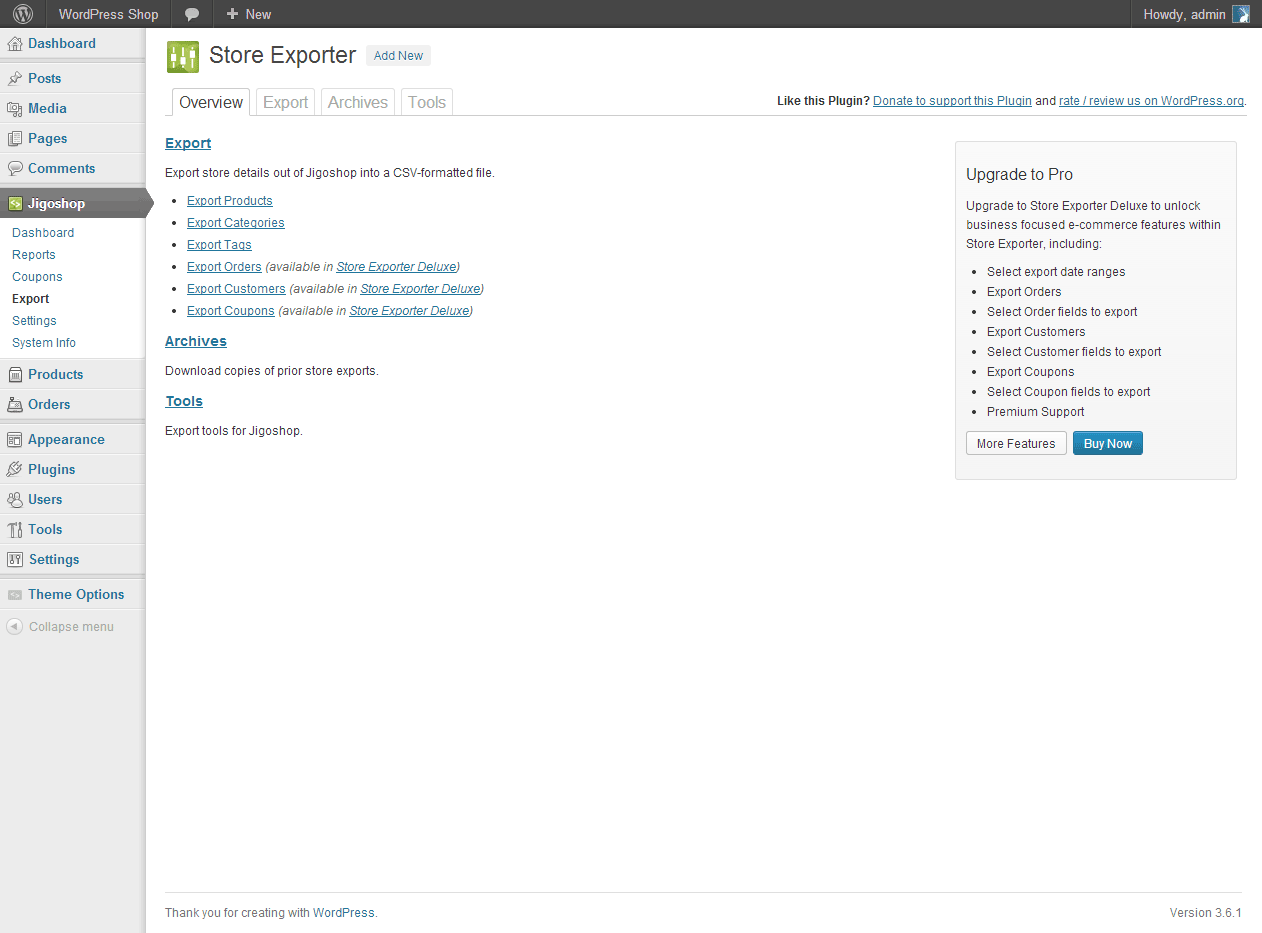 WordPress Shop
New
Howdy, admin
Dashboard
Posts
Media
Pages
Comments
Jigoshop
Dashboard
Reports
Coupons
Export
Settings
System Info
Products
Orders
Appearance
Plugins
Users
Tools
Settings
Theme Options
Collapse menu
Store Exporter Add New
Overview Export Archives Tools
Like this Plugin? Donate to support this Plugin and rate / review us on WordPress.org.
Export
Export store details out of Jigoshop into a CSV-formatted file.
• Export Products
• Export Categories
• Export Tags
• Export Orders (available in Store Exporter Deluxe)
• Export Customers (available in Store Exporter Deluxe)
• Export Coupons (available in Store Exporter Deluxe)
Archives
Download copies of prior store exports.
Tools
Export tools for Jigoshop.
Upgrade to Pro
Upgrade to Store Exporter Deluxe to unlock
business focused e-commerce features within
Store Exporter, including:
• Select export date ranges
• Export Orders
• Select Order fields to export
• Export Customers
• Select Customer fields to export
• Export Coupons
• Select Coupon fields to export
• Premium Support
More Features Buy Now
Thank you for creating with WordPress.
Version 3.6.1